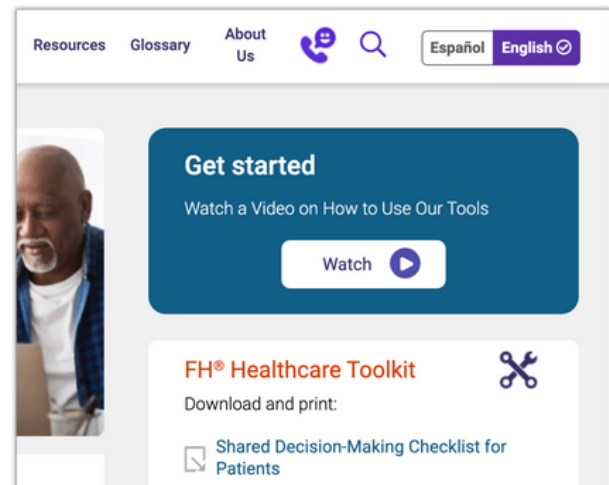 Resources Glossary About Us Español English
Get started
Watch a Video on How to Use Our Tools
Watch
FH® Healthcare Toolkit
Download and print:
Shared Decision-Making Checklist for
Patients